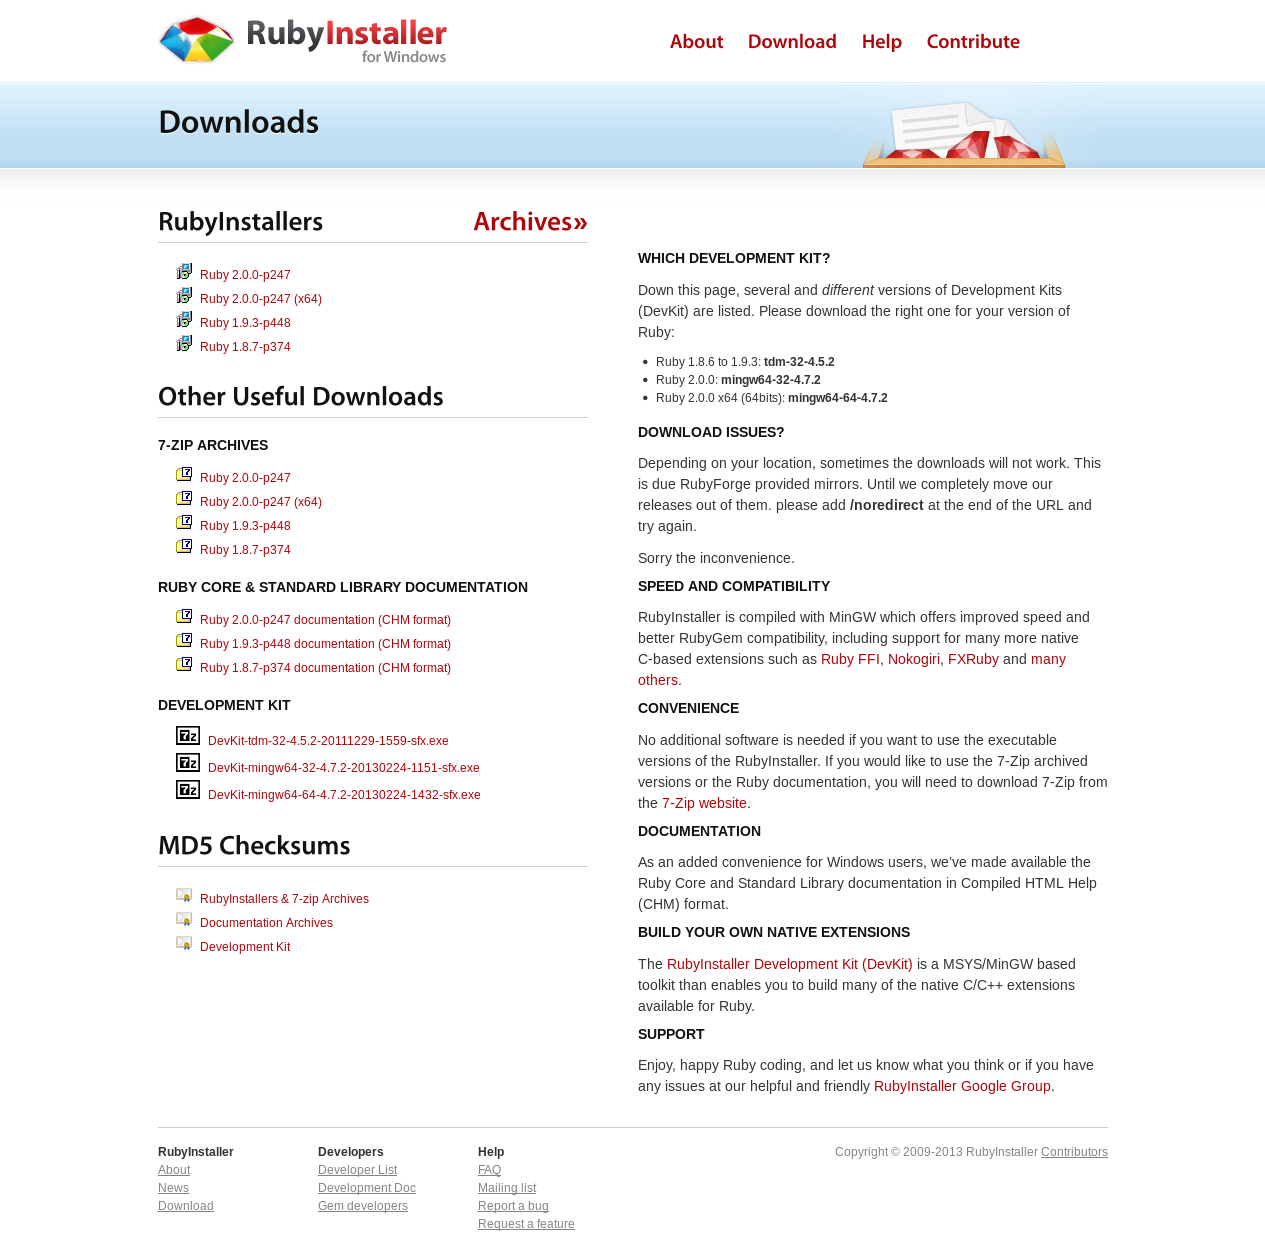 RubyInstaller
for Windows
About Download Help Contribute
Downloads
RubyInstallers Archives»
Ruby 2.0.0-p247
Ruby 2.0.0-p247 (x64)
Ruby 1.9.3-p448
Ruby 1.8.7-p374
Other Useful Downloads
7-ZIP ARCHIVES
7 Ruby 2.0.0-p247
7 Ruby 2.0.0-p247 (x64)
7 Ruby 1.9.3-p448
7 Ruby 1.8.7-p374
RUBY CORE & STANDARD LIBRARY DOCUMENTATION
7 Ruby 2.0.0-p247 documentation (CHM format)
7 Ruby 1.9.3-p448 documentation (CHM format)
7 Ruby 1.8.7-p374 documentation (CHM format)
DEVELOPMENT KIT
7z DevKit-tdm-32-4.5.2-20111229-1559-sfx.exe
7z DevKit-mingw64-32-4.7.2-20130224-1151-sfx.exe
7z DevKit-mingw64-64-4.7.2-20130224-1432-sfx.exe
MD5 Checksums
RubyInstallers & 7-zip Archives
Documentation Archives
Development Kit
WHICH DEVELOPMENT KIT?
Down this page, several and different versions of Development Kits
(DevKit) are listed. Please download the right one for your version of
Ruby:
• Ruby 1.8.6 to 1.9.3: tdm-32-4.5.2
• Ruby 2.0.0: mingw64-32-4.7.2
• Ruby 2.0.0 x64 (64bits): mingw64-64-4.7.2
DOWNLOAD ISSUES?
Depending on your location, sometimes the downloads will not work. This
is due RubyForge provided mirrors. Until we completely move our
releases out of them. please add /noredirect at the end of the URL and
try again.
Sorry the inconvenience.
SPEED AND COMPATIBILITY
RubyInstaller is compiled with MinGW which offers improved speed and
better RubyGem compatibility, including support for many more native
C-based extensions such as Ruby FFI, Nokogiri, FXRuby and many
others.
CONVENIENCE
No additional software is needed if you want to use the executable
versions of the RubyInstaller. If you would like to use the 7-Zip archived
versions or the Ruby documentation, you will need to download 7-Zip from
the 7-Zip website.
DOCUMENTATION
As an added convenience for Windows users, we’ve made available the
Ruby Core and Standard Library documentation in Compiled HTML Help
(CHM) format.
BUILD YOUR OWN NATIVE EXTENSIONS
The RubyInstaller Development Kit (DevKit) is a MSYS/MinGW based
toolkit than enables you to build many of the native C/C++ extensions
available for Ruby.
SUPPORT
Enjoy, happy Ruby coding, and let us know what you think or if you have
any issues at our helpful and friendly RubyInstaller Google Group.
RubyInstaller
About
News
Download
Developers
Developer List
Development Doc
Gem developers
Help
FAQ
Mailing list
Report a bug
Request a feature
Copyright © 2009-2013 RubyInstaller Contributors